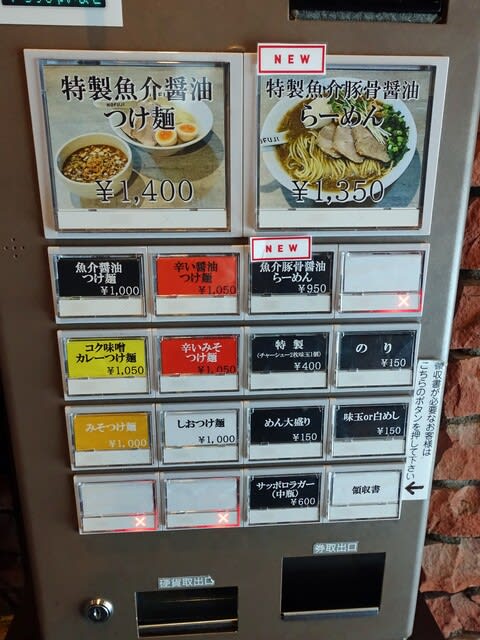 NEW
特製魚介醤油
つけ麺
¥1,400
特製魚介豚骨醤油
らーめん
¥1,350
NEW
魚介醤油
つけ麺
¥1,000
辛い醤油
つけ麺
¥1,050
魚介豚骨醤油
らーめん
¥950
コク味噌
カレーつけ麺
¥1,050
辛いみそ
つけ麺
¥1,050
特製
(チャーシュー2枚味玉1個)
¥400
のり
¥150
みそつけ麺
¥1,000
しおつけ麺
¥1,000
めん大盛り
¥150
味玉or白めし
¥150
サッポロラガー
(中瓶)
¥600
領収書
領収書が必要なお客様は
こちらのボタンを押して下さい
硬貨取出口
券取出口